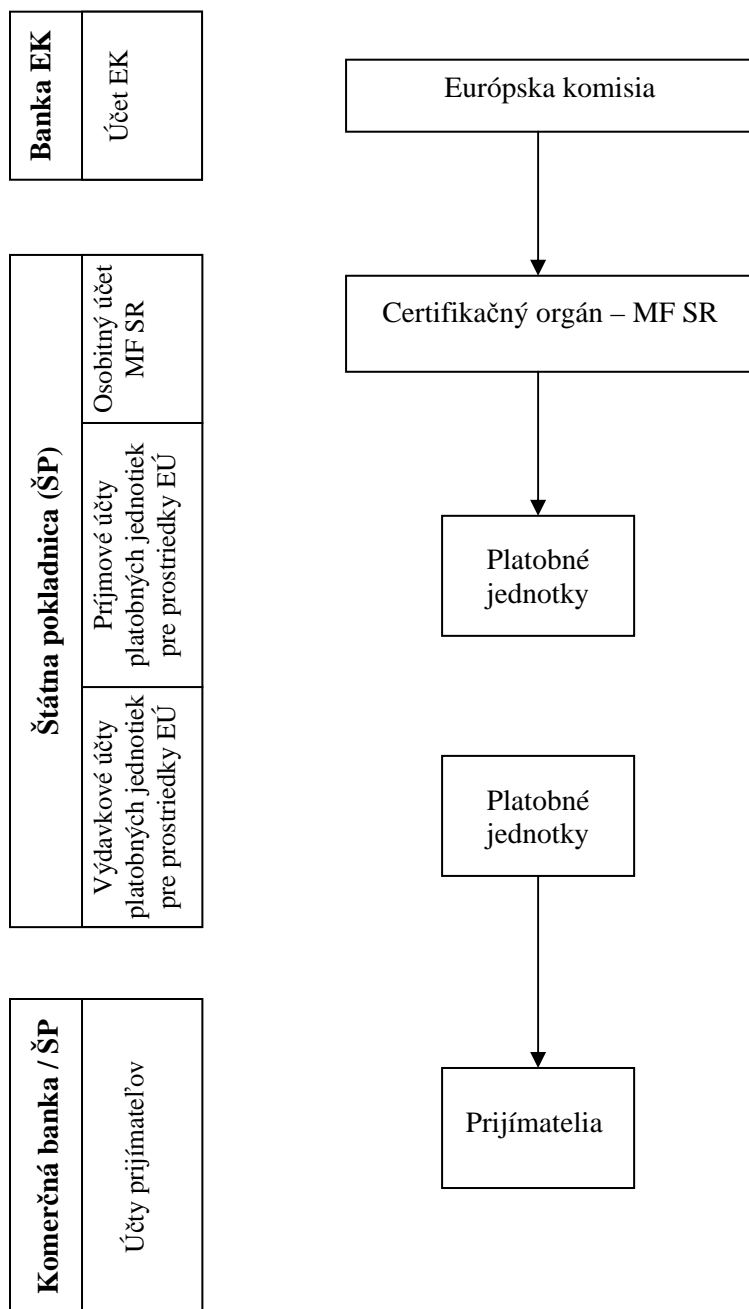 Banka EK
Účet EK
Európska komisia
Štátna pokladnica (ŠP)
Osobitný účet
MF SR
Certifikačný orgán – MF SR
Príjmové účty
platobných jednotiek
pre prostriedky EÚ
Platobné
jednotky
Výdavkové účty
platobných jednotiek
pre prostriedky EÚ
Platobné
jednotky
Komerčná banka / ŠP
Účty prijímateľov
Prijímatelia